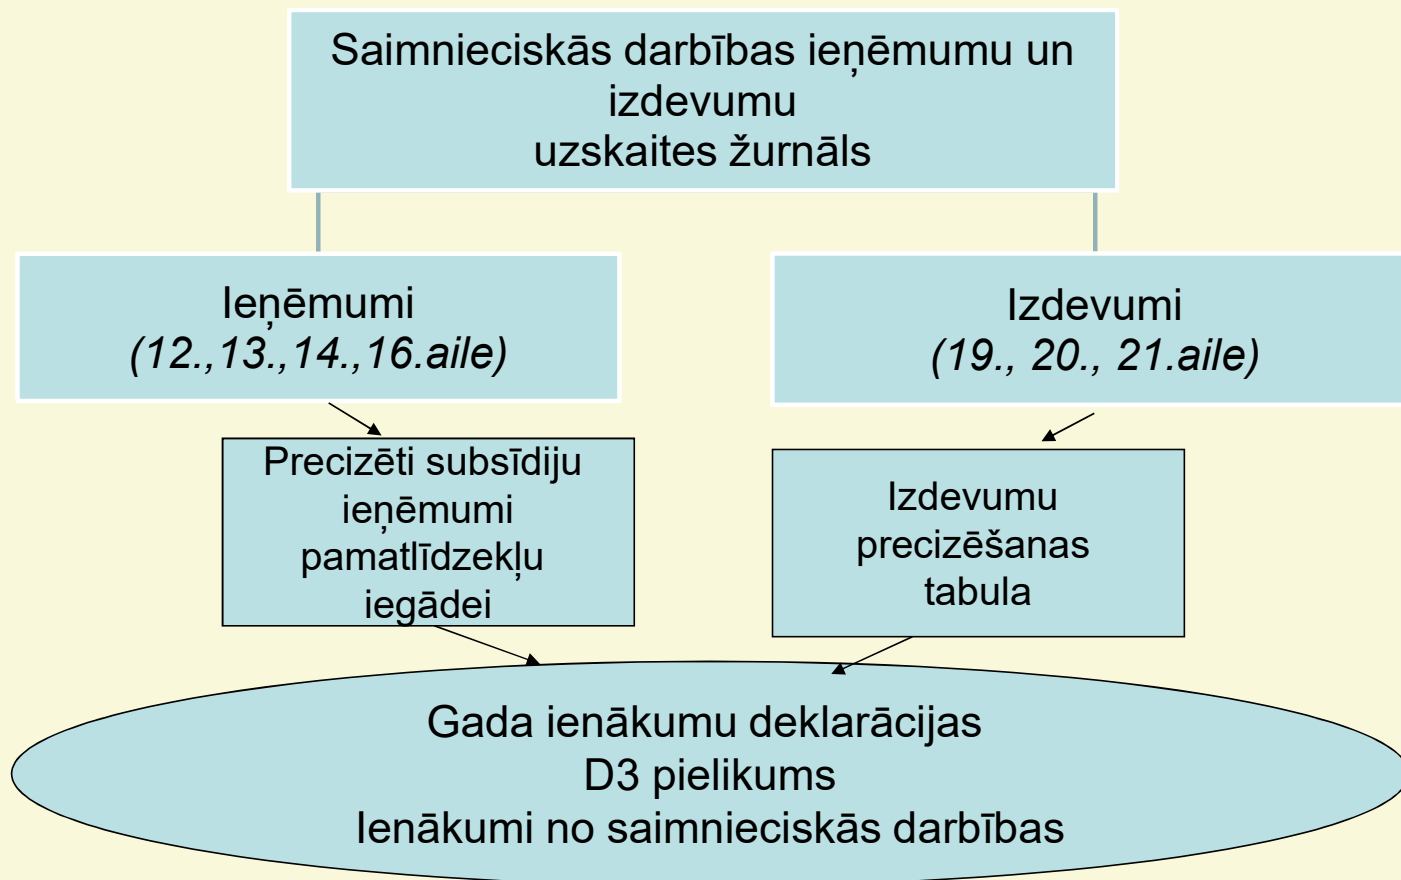 Saimnieciskās darbības ieņēmumu un
izdevumu
uzskaites žurnāls
Ieņēmumi
(12.,13.,14.,16.aile)
Izdevumi
(19., 20., 21.aile)
Precizēti subsīdiju
ieņēmumi
pamatlīdzekļu
iegādei
Izdevumu
precizēšanas
tabula
Gada ienākumu deklarācijas
D3 pielikums
Ienākumi no saimnieciskās darbības